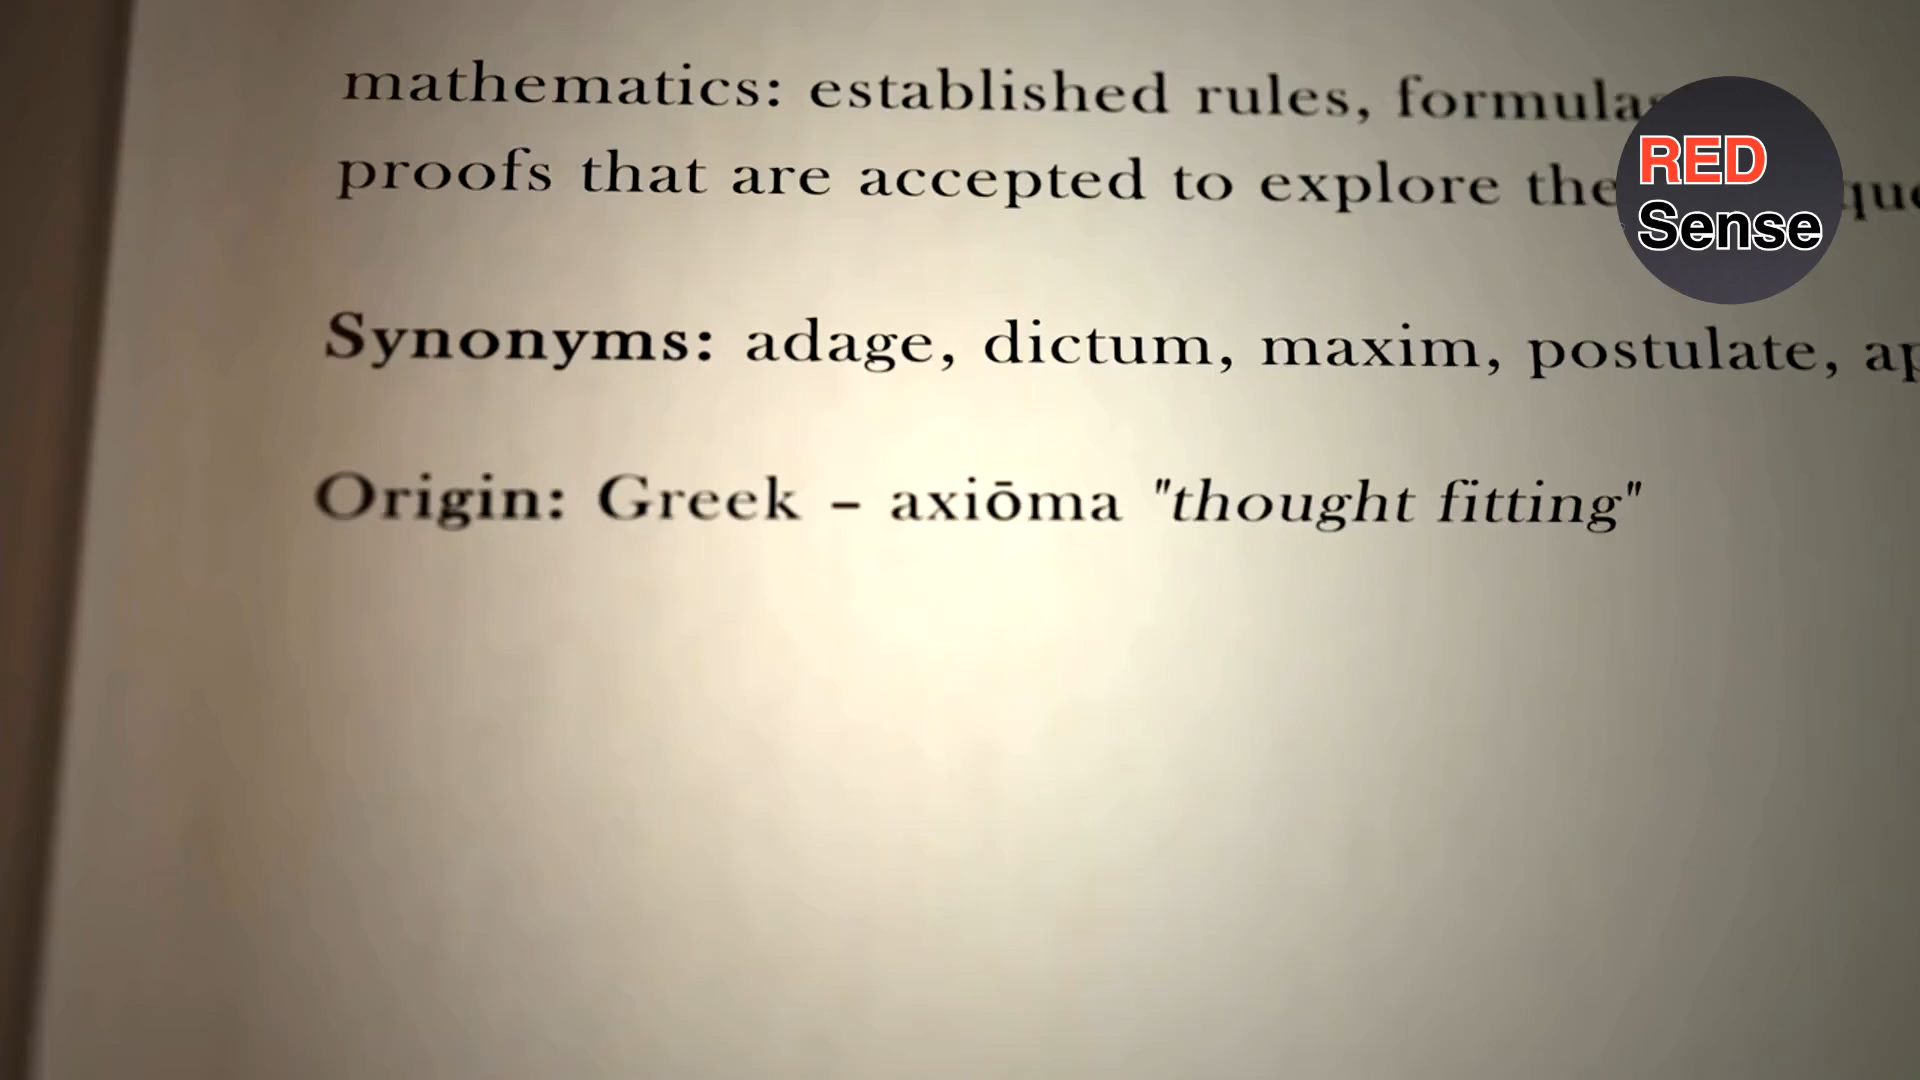 mathematics: established rules, formulas
proofs that are accepted to explore the
RED
Sense
Synonyms: adage, dictum, maxim, postulate,
Origin: Greek – axiōma "thought fitting"